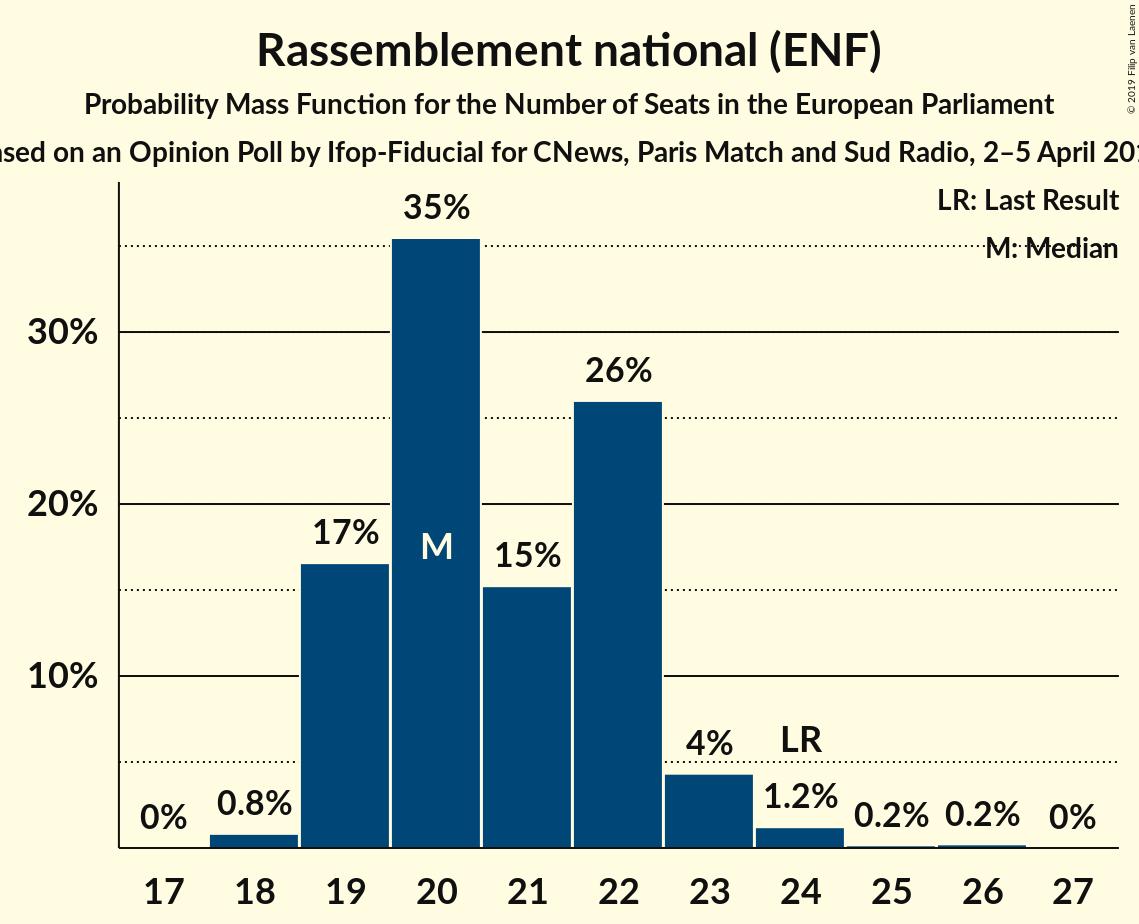 Rassemblement national (ENF)
Probability Mass Function for the Number of Seats in the European Parliament
on an Opinion Poll by Ifop-Fiducial for CNews, Paris Match and Sud Radio, 2–5 April
© 2019 Filip van Laenen
LR: Last Result
M: Median
35%
30%
26%
20%
17%
M
15%
10%
4%
LR
0%
0.8%
1.2%
0.2%
0.2%
0%
17 18 19 20 21 22 23 24 25 26 27